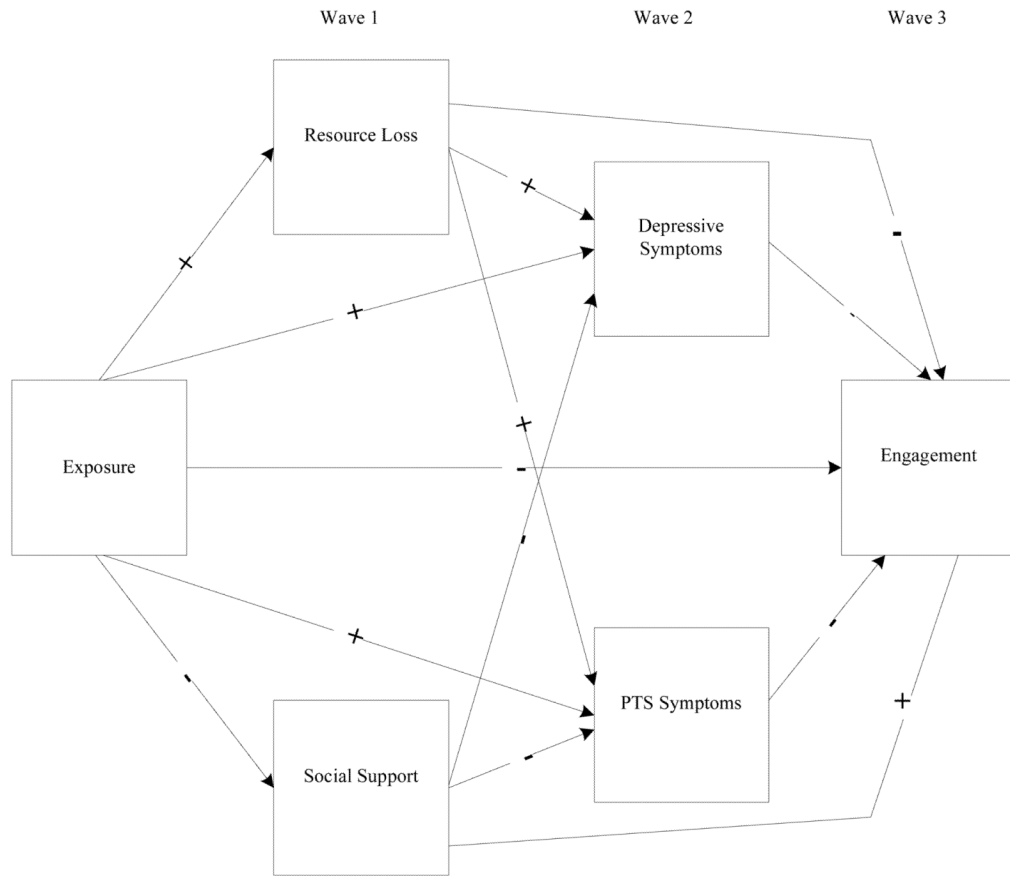 Wave 1
Wave 2
Wave 3
Resource Loss
Depressive
Symptoms
Exposure
Engagement
PTS Symptoms
Social Support
+
+
+
+
-
-
-
-
+
-
-
-
-
+